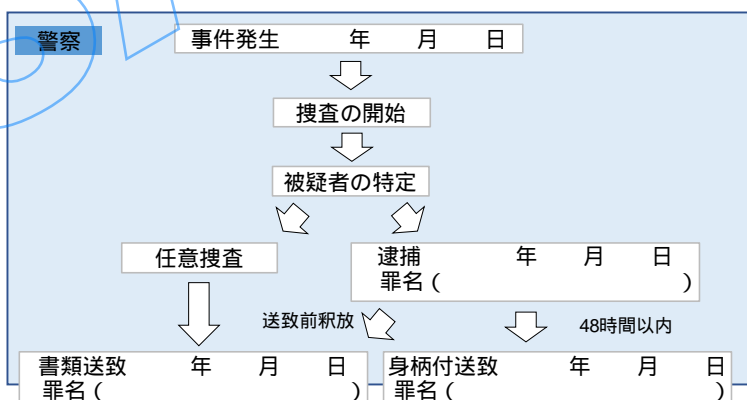 警察
事件発生 年 月 日
捜査の開始
被疑者の特定
任意捜査
逮捕 年 月 日
罪名( )
送致前釈放
48時間以内
書類送致 年 月 日
罪名( )
身柄付送致 年 月 日
罪名( )